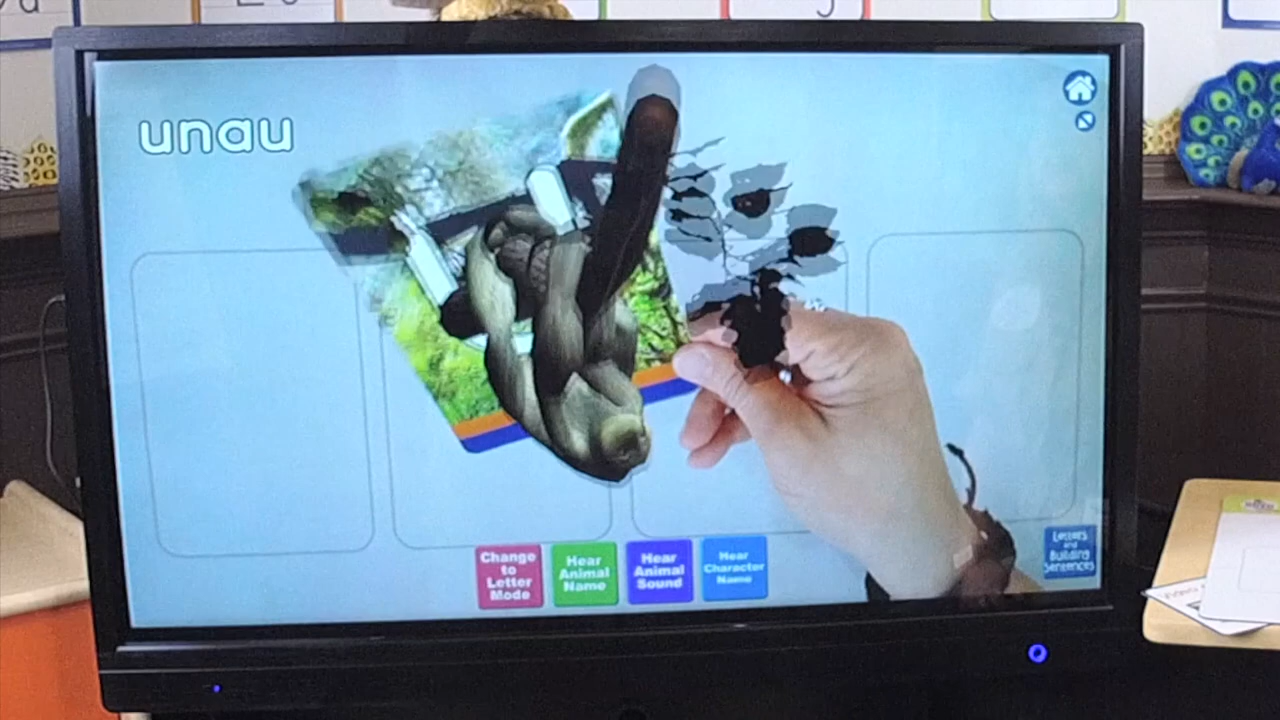 unau
Change
to
Letter
Mode
Hear
Animal
Name
Hear
Animal
Sound
Hear
Character
Name
Letters
and
Building
Sentences